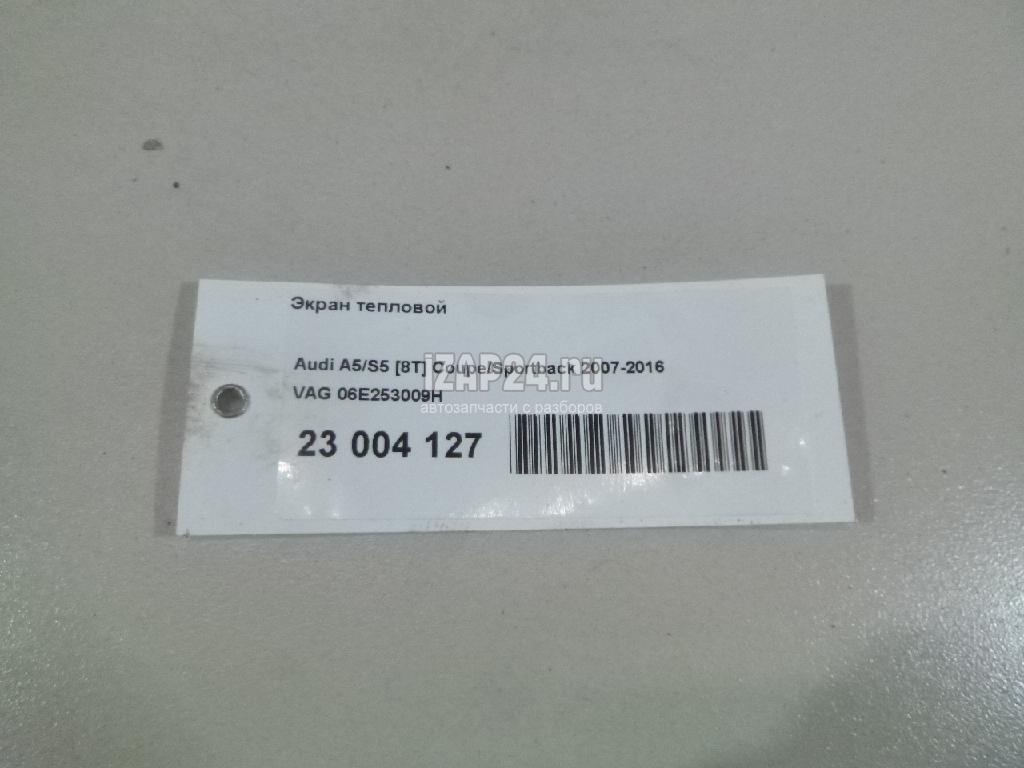 Экран тепловой
Audi A5/S5 [8T] Coupe/Sportback 2007-2016
iZAP24.ru
VAG 06E253009H
автозапчасти с разборов
23 004 127